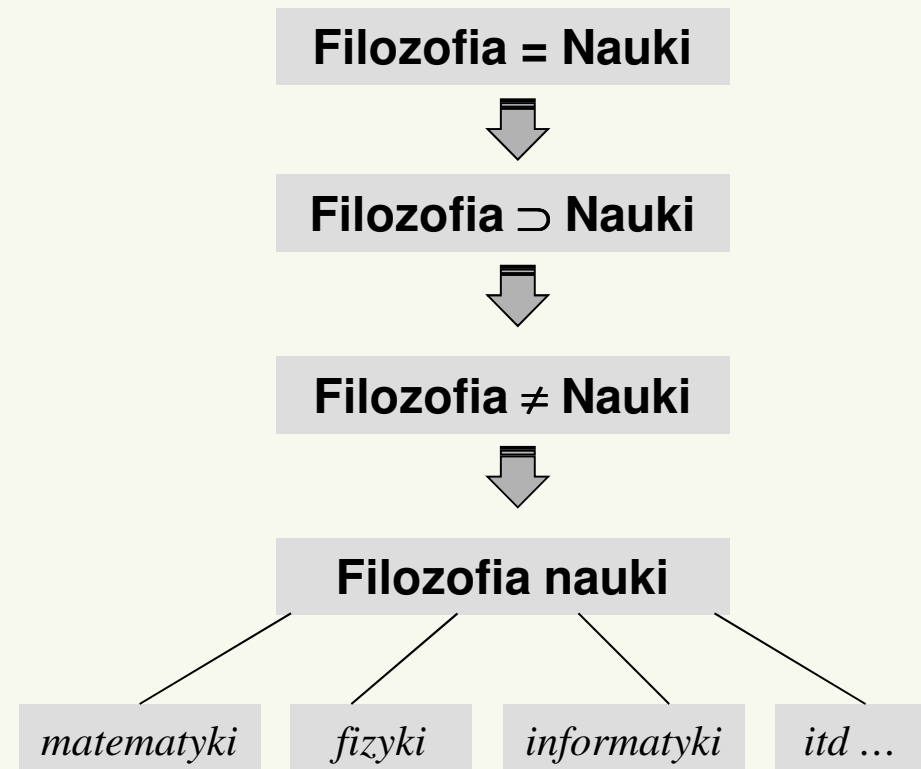 Filozofia = Nauki
Filozofia ⊃ Nauki
Filozofia ≠ Nauki
Filozofia nauki
matematyki fizyki informatyki itd ...